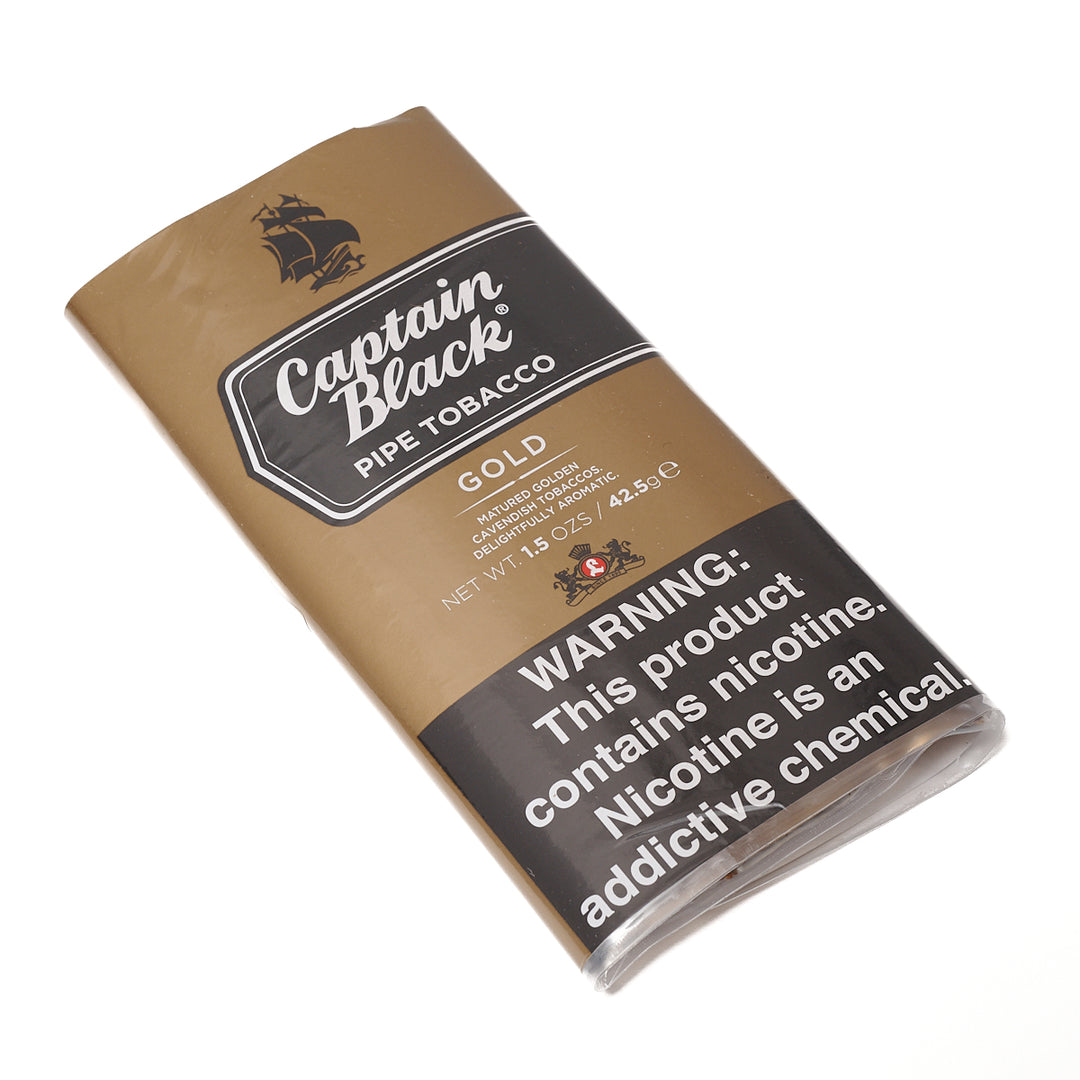 Captain
Black®
PIPE TOBACCO
GOLD
MATURED GOLDEN
CAVENDISH TOBACCOS.
DELIGHTFULLY AROMATIC.
NET WT. 1.5 OZS / 42.5g ℮
£
WARNING:
This product
contains nicotine.
Nicotine is an
addictive chemical.